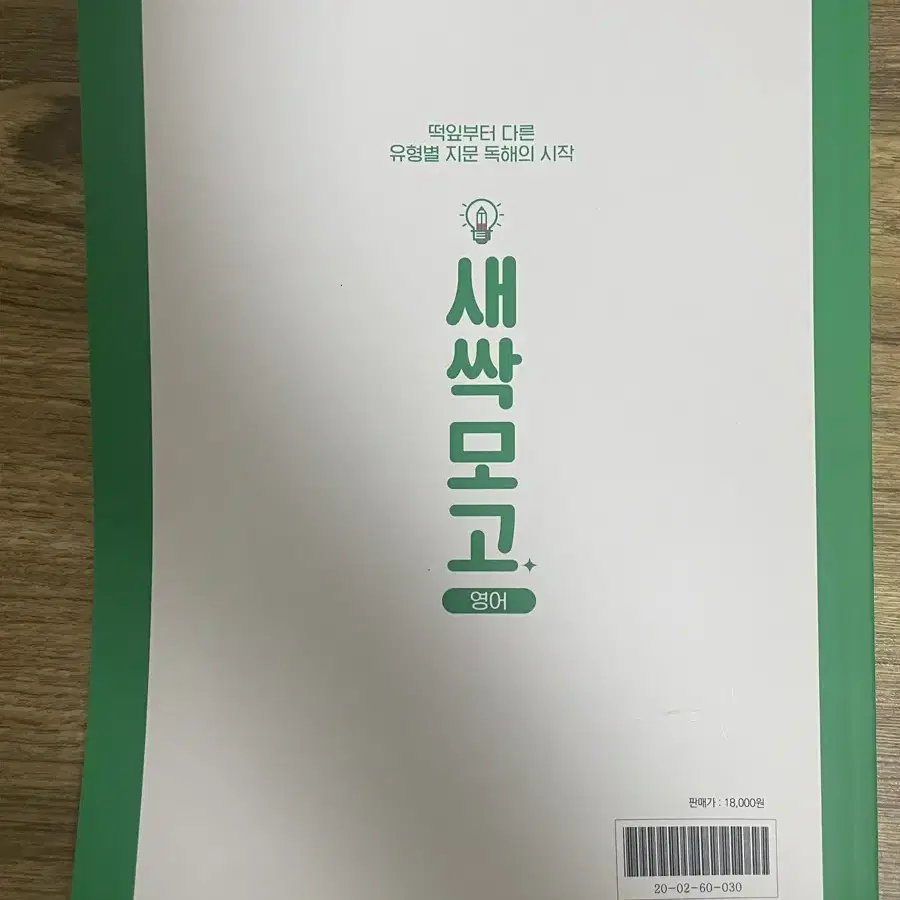 떡잎부터 다른
유형별 지문 독해의 시작
새싹모고
영어
판매가 : 18,000원
20-02-60-030